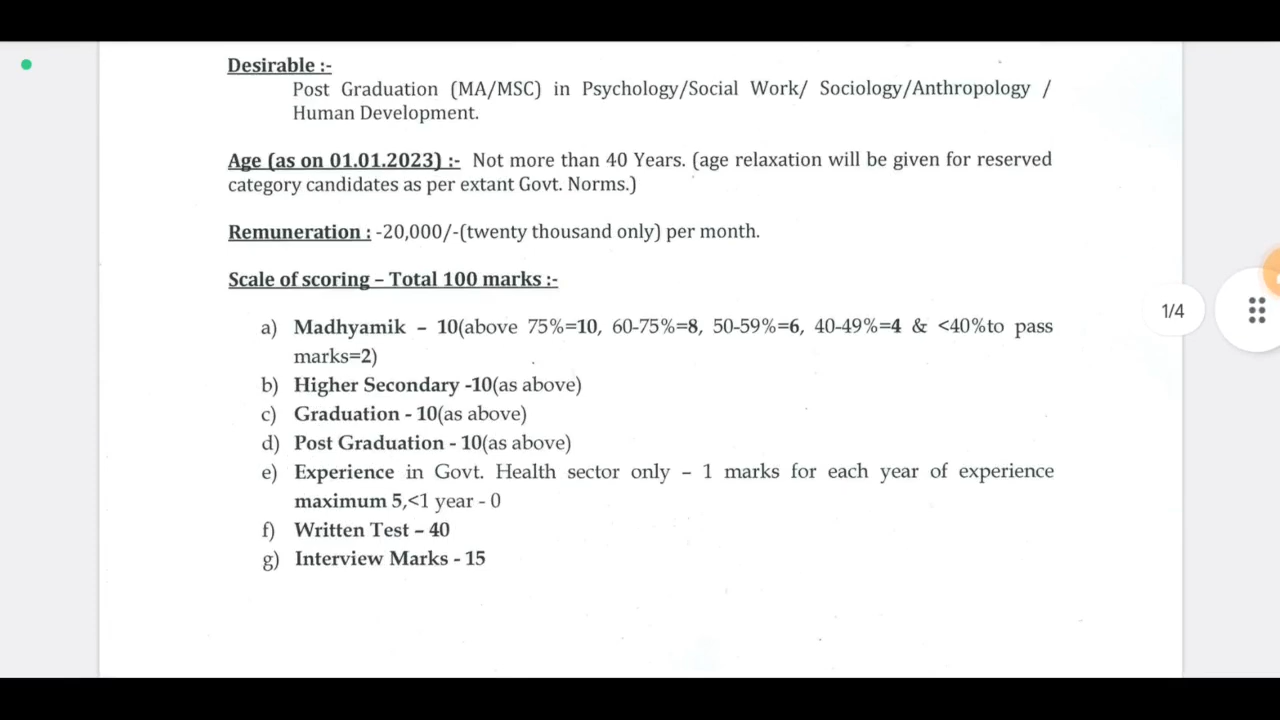 Desirable :-
Post Graduation (MA/MSC) in Psychology/Social Work/ Sociology/Anthropology /
Human Development.
Age (as on 01.01.2023) :- Not more than 40 Years. (age relaxation will be given for reserved
category candidates as per extant Govt. Norms.)
Remuneration : -20,000/-(twenty thousand only) per month.
Scale of scoring – Total 100 marks :-
a) Madhyamik – 10(above 75%=10, 60-75%=8, 50-59%=6, 40-49%=4 & <40%to pass
marks=2)
b) Higher Secondary -10(as above)
c) Graduation - 10(as above)
d) Post Graduation - 10(as above)
e) Experience in Govt. Health sector only – 1 marks for each year of experience
maximum 5,<1 year - 0
f) Written Test – 40
g) Interview Marks - 15
1/4